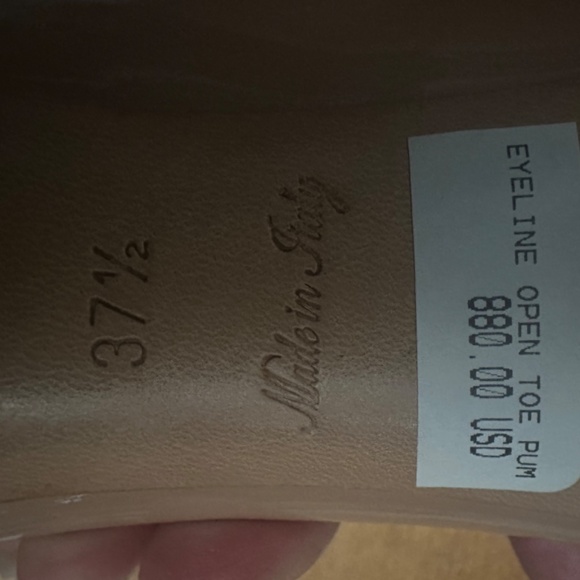 37½
Made in Italy
EYELINE OPEN TOE PUM
880.00 USD